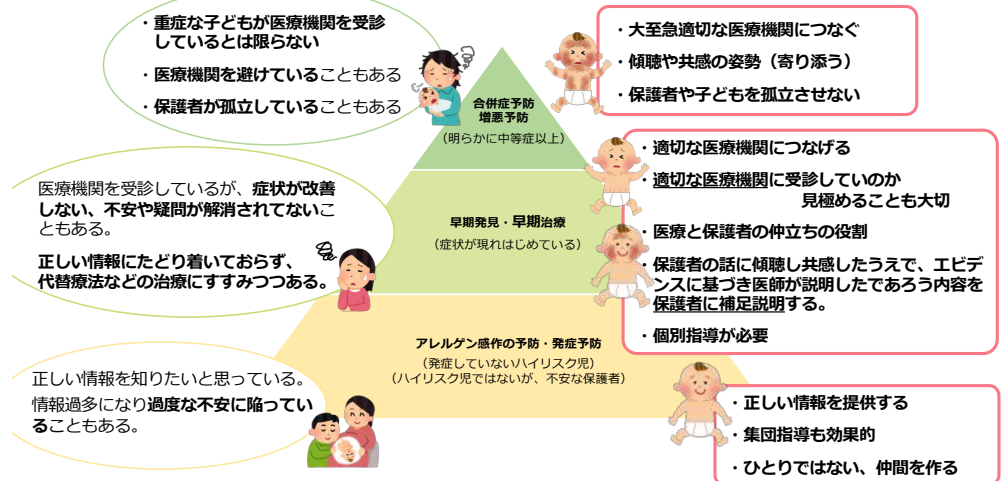 ・重症な子どもが医療機関を受診
しているとは限らない
・医療機関を避けていることもある
・保護者が孤立していることもある
合併症予防
増悪予防
（明らかに中等症以上）
・大至急適切な医療機関につなぐ
・傾聴や共感の姿勢（寄り添う）
・保護者や子どもを孤立させない
医療機関を受診しているが、症状が改善
しない、不安や疑問が解消されてないこ
ともある。
正しい情報にたどり着いておらず、
代替療法などの治療にすすみつつある。
早期発見・早期治療
（症状が現れはじめている）
・適切な医療機関につなげる
・適切な医療機関に受診していのか
見極めることも大切
・医療と保護者の仲立ちの役割
・保護者の話に傾聴し共感したうえで、エビデ
ンスに基づき医師が説明したであろう内容を
保護者に補足説明する。
・個別指導が必要
正しい情報を知りたいと思っている。
情報過多になり過度な不安に陥ってい
ることもある。
アレルゲン感作の予防・発症予防
（発症していないハイリスク児）
（ハイリスク児ではないが、不安な保護者）
・正しい情報を提供する
・集団指導も効果的
・ひとりではない、仲間を作る